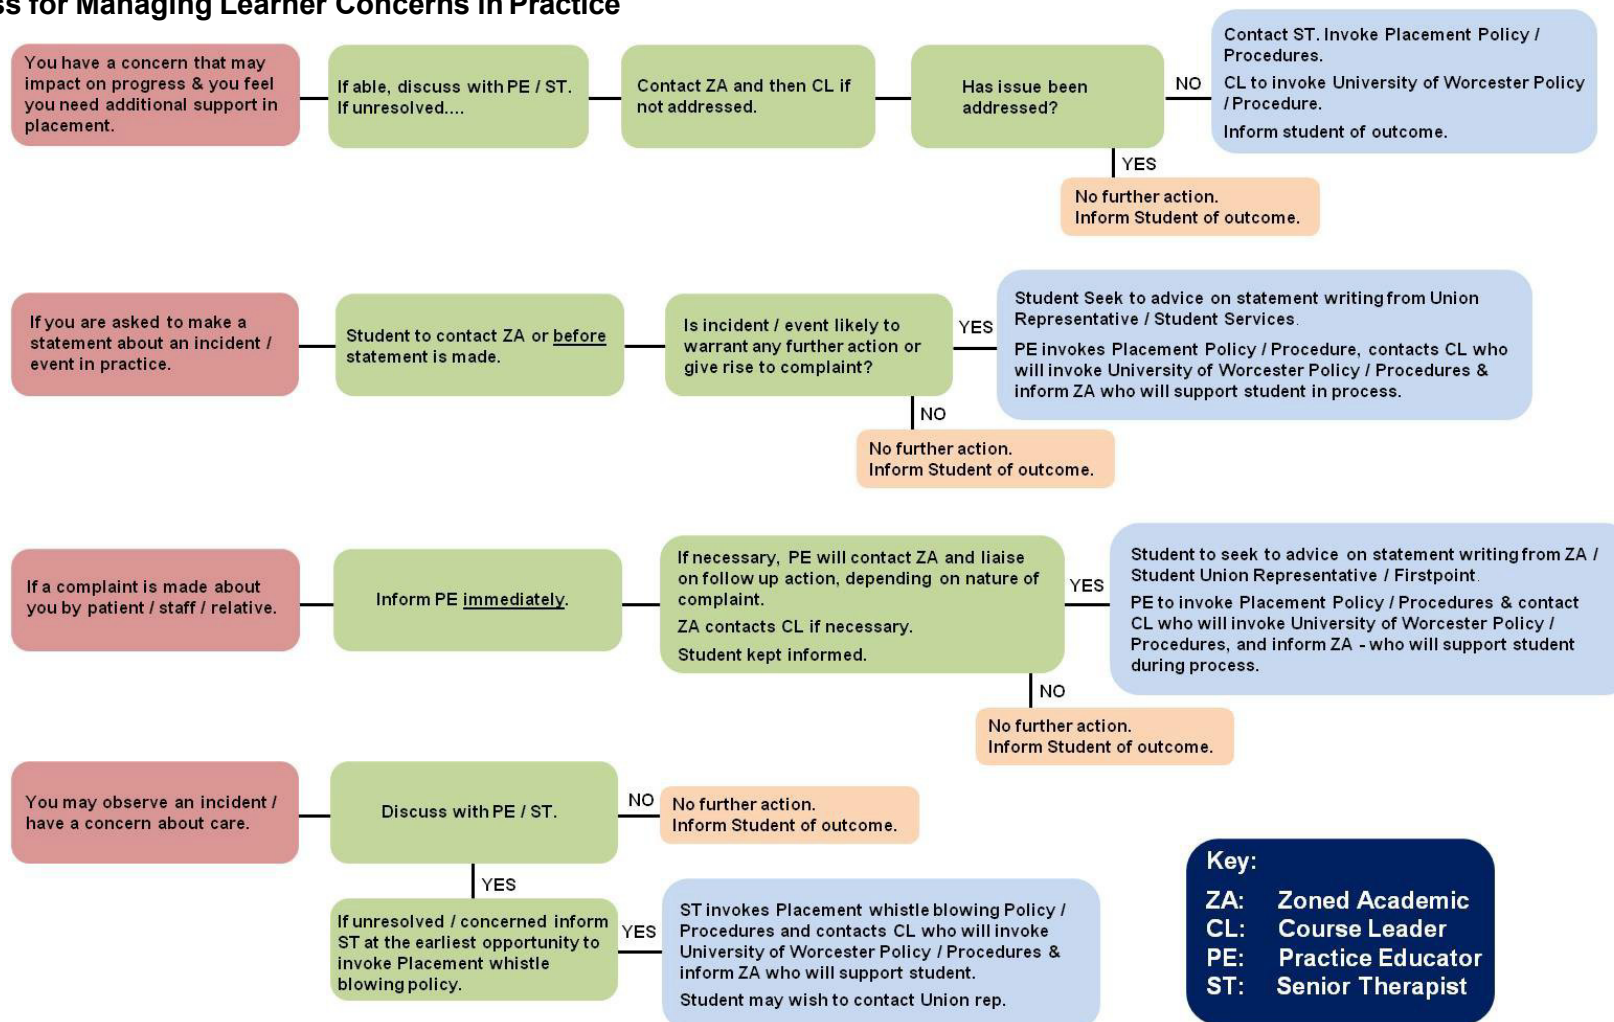 ss for Managing Learner Concerns in Practice
You have a concern that may
impact on progress & you feel
you need additional support in
placement.
If able, discuss with PE / ST.
If unresolved....
Contact ZA and then CL if
not addressed.
Has issue been
addressed?
NO
Contact ST. Invoke Placement Policy /
Procedures.
CL to invoke University of Worcester Policy
/ Procedure.
Inform student of outcome.
YES
No further action.
Inform Student of outcome.
If you are asked to make a
statement about an incident /
event in practice.
Student to contact ZA or before
statement is made.
Is incident / event likely to
warrant any further action or
give rise to complaint?
YES
Student Seek to advice on statement writing from Union
Representative / Student Services.
PE invokes Placement Policy / Procedure, contacts CL who
will invoke University of Worcester Policy / Procedures &
inform ZA who will support student in process.
NO
No further action.
Inform Student of outcome.
If a complaint is made about
you by patient / staff / relative.
Inform PE immediately.
If necessary, PE will contact ZA and liaise
on follow up action, depending on nature of
complaint.
ZA contacts CL if necessary.
Student kept informed.
YES
Student to seek to advice on statement writing from ZA /
Student Union Representative / Firstpoint.
PE to invoke Placement Policy / Procedures & contact
CL who will invoke University of Worcester Policy /
Procedures, and inform ZA - who will support student
during process.
NO
No further action.
Inform Student of outcome.
You may observe an incident /
have a concern about care.
Discuss with PE / ST.
NO
No further action.
Inform Student of outcome.
YES
If unresolved / concerned inform
ST at the earliest opportunity to
invoke Placement whistle
blowing policy.
YES
ST invokes Placement whistle blowing Policy /
Procedures and contacts CL who will invoke
University of Worcester Policy / Procedures &
inform ZA who will support student.
Student may wish to contact Union rep.
Key:
ZA: Zoned Academic
CL: Course Leader
PE: Practice Educator
ST: Senior Therapist